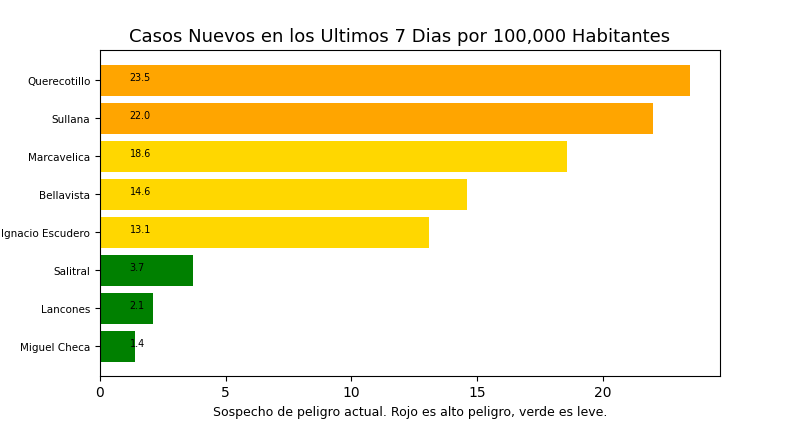 Casos Nuevos en los Ultimos 7 Dias por 100,000 Habitantes
Querecotillo 23.5
Sullana 22.0
Marcavelica 18.6
Bellavista 14.6
Ignacio Escudero 13.1
Salitral 3.7
Lancones 2.1
Miguel Checa 1.4
0 5 10 15 20
Sospecho de peligro actual. Rojo es alto peligro, verde es leve.